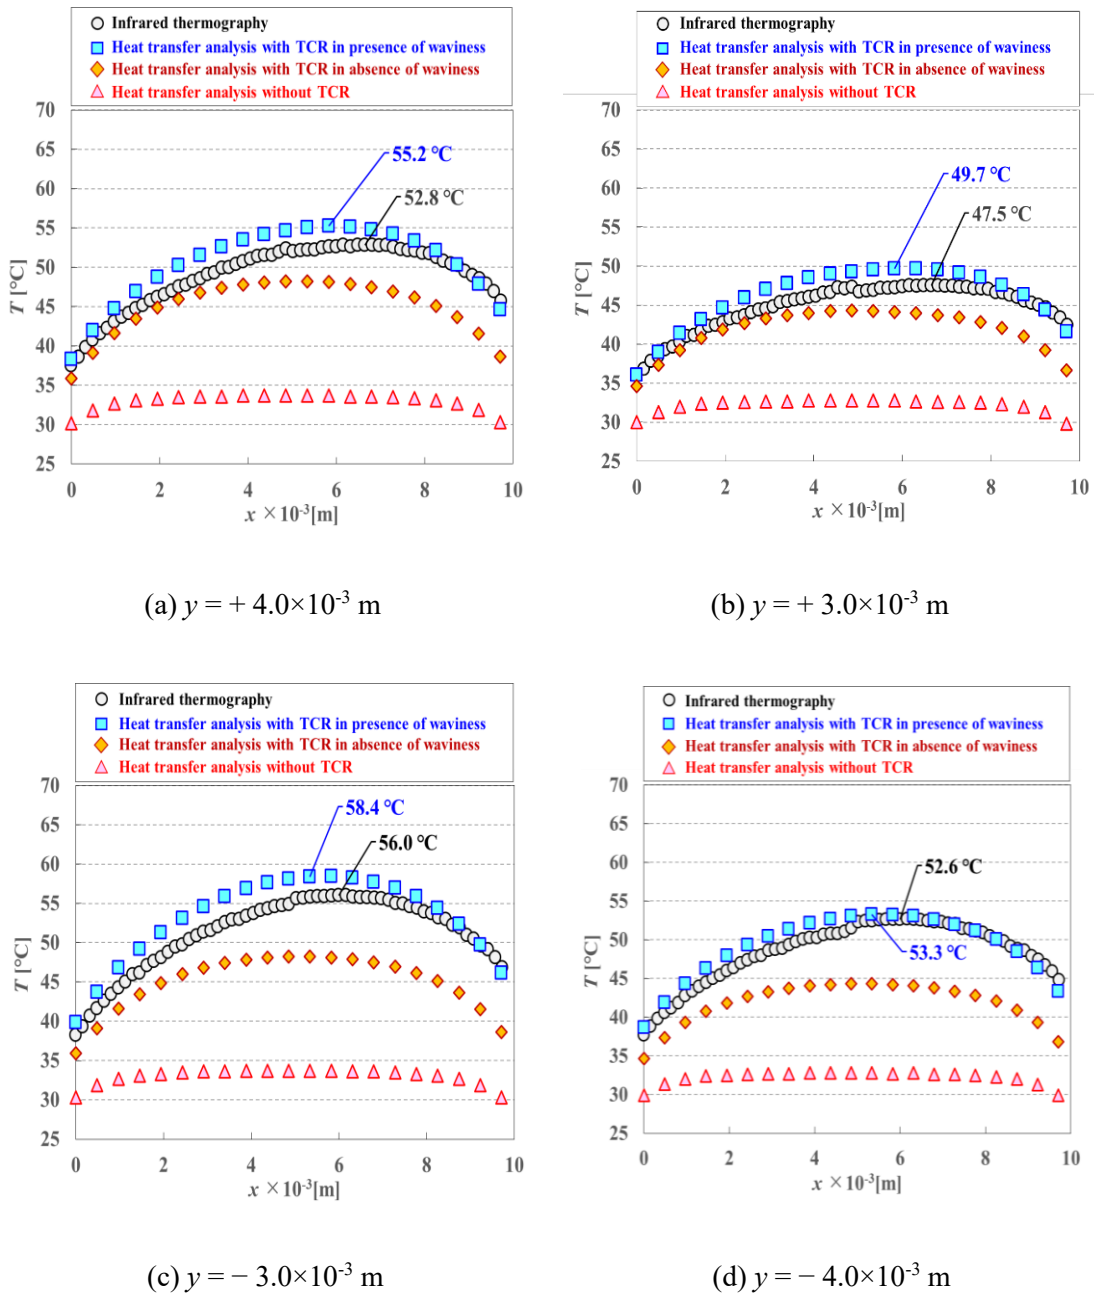 Infrared thermography
Heat transfer analysis with TCR in presence of waviness
Heat transfer analysis with TCR in absence of waviness
Heat transfer analysis without TCR
70
65
60
55
50
45
40
35
30
25
T [°C]
55.2 °C
52.8 °C
0 2 4 6 8 10
x ×10-3[m]
(a) y = + 4.0×10-3 m
Infrared thermography
Heat transfer analysis with TCR in presence of waviness
Heat transfer analysis with TCR in absence of waviness
Heat transfer analysis without TCR
70
65
60
55
50
45
40
35
30
25
T [°C]
49.7 °C
47.5 °C
0 2 4 6 8 10
x ×10-3[m]
(b) y = + 3.0×10-3 m
Infrared thermography
Heat transfer analysis with TCR in presence of waviness
Heat transfer analysis with TCR in absence of waviness
Heat transfer analysis without TCR
70
65
60
55
50
45
40
35
30
25
T [°C]
58.4 °C
56.0 °C
0 2 4 6 8 10
x ×10-3[m]
(c) y = − 3.0×10-3 m
Infrared thermography
Heat transfer analysis with TCR in presence of waviness
Heat transfer analysis with TCR in absence of waviness
Heat transfer analysis without TCR
70
65
60
55
50
45
40
35
30
25
T [°C]
52.6 °C
53.3 °C
0 2 4 6 8 10
x ×10-3[m]
(d) y = − 4.0×10-3 m